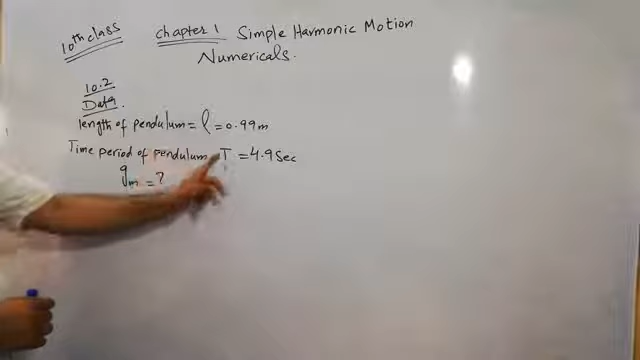 10th class
chapter 1 Simple Harmonic Motion
Numericals.
10.2
Data.
length of pendulum = l = 0.99m
Time period of pendulum T = 4.9 Sec
gm = ?